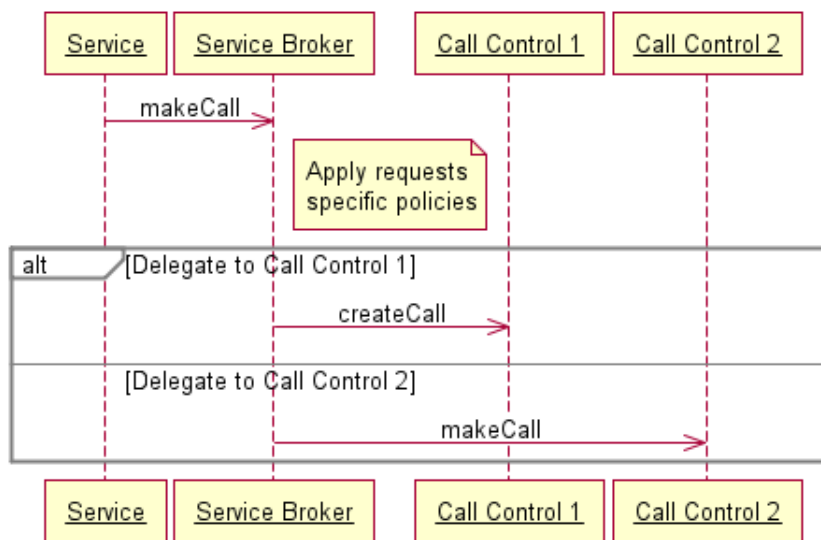 Service
Service Broker
Call Control 1
Call Control 2
makeCall
Apply requests
specific policies
alt
[Delegate to Call Control 1]
createCall
[Delegate to Call Control 2]
makeCall
Service
Service Broker
Call Control 1
Call Control 2